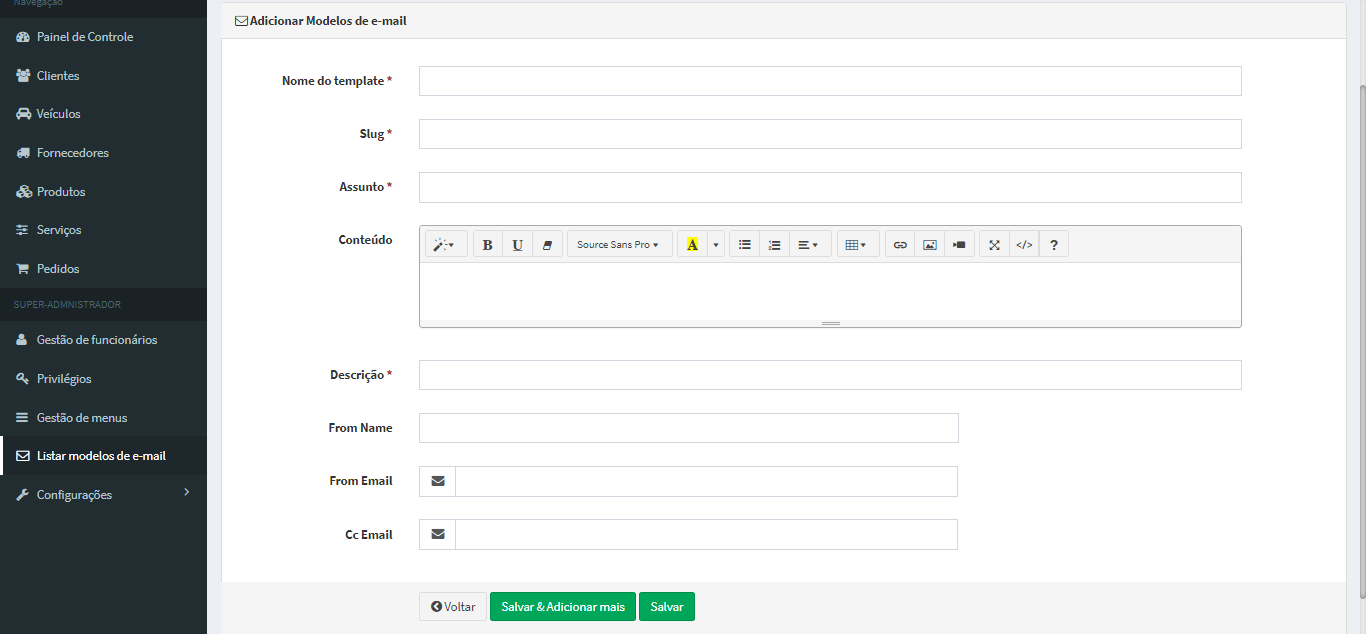 Navegação
Painel de Controle
Clientes
Veículos
Fornecedores
Produtos
Serviços
Pedidos
SUPER-ADMNISTRADOR
Gestão de funcionários
Privilégios
Gestão de menus
Listar modelos de e-mail
Configurações
Adicionar Modelos de e-mail
Nome do template *
Slug *
Assunto *
Conteúdo
B U Source Sans Pro A </> ?
Descrição *
From Name
From Email
Cc Email
Voltar Salvar & Adicionar mais Salvar